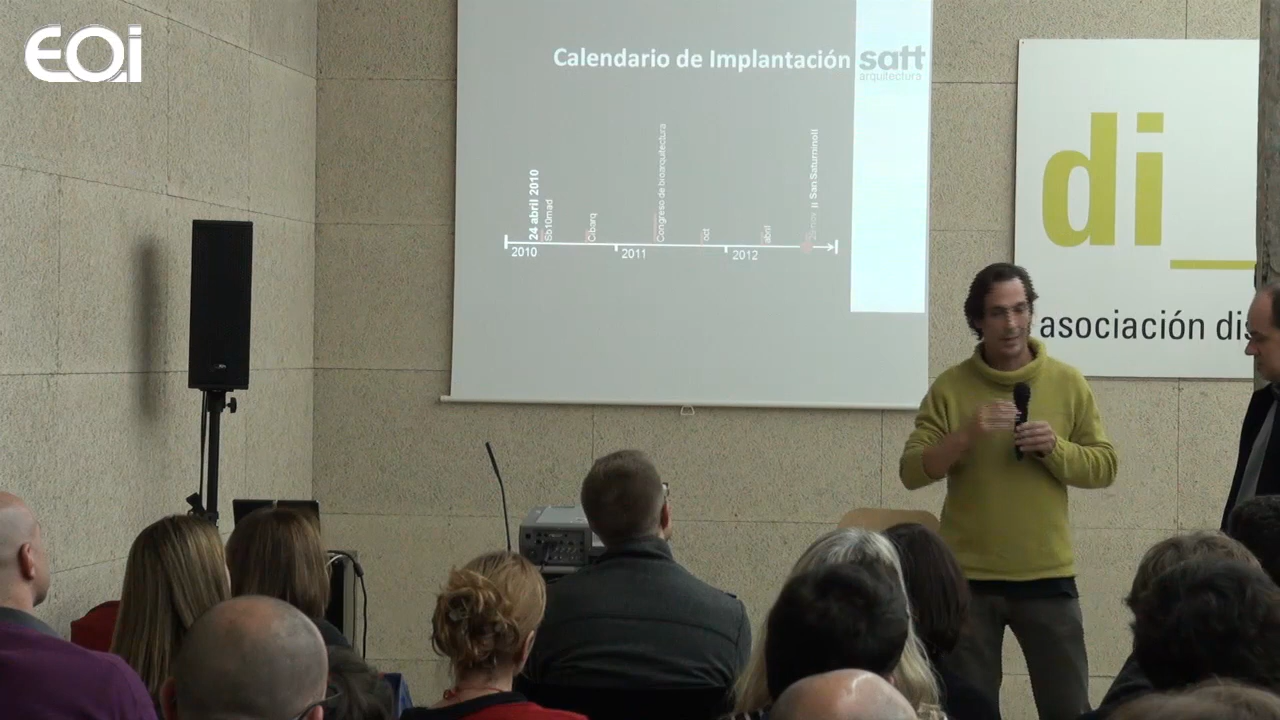 EOi
Calendario de Implantación
satt
arquitectura
24 abril 2010
Sb10mad
Cibarq
Congreso de bioarquitectura
oct
abril
San Saturnino
2010
2011
2012
di_
asociación dis